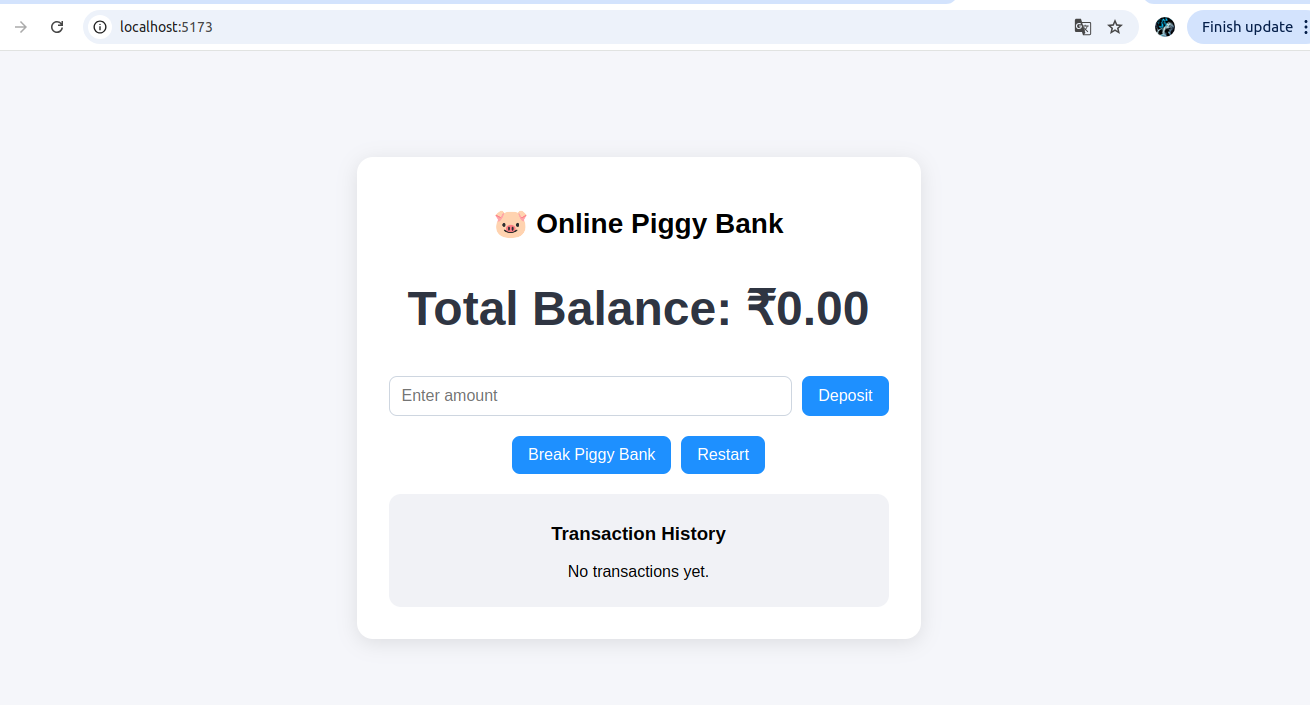 localhost:5173
Finish update
🐷 Online Piggy Bank
Total Balance: ₹0.00
Enter amount
Deposit
Break Piggy Bank
Restart
Transaction History
No transactions yet.